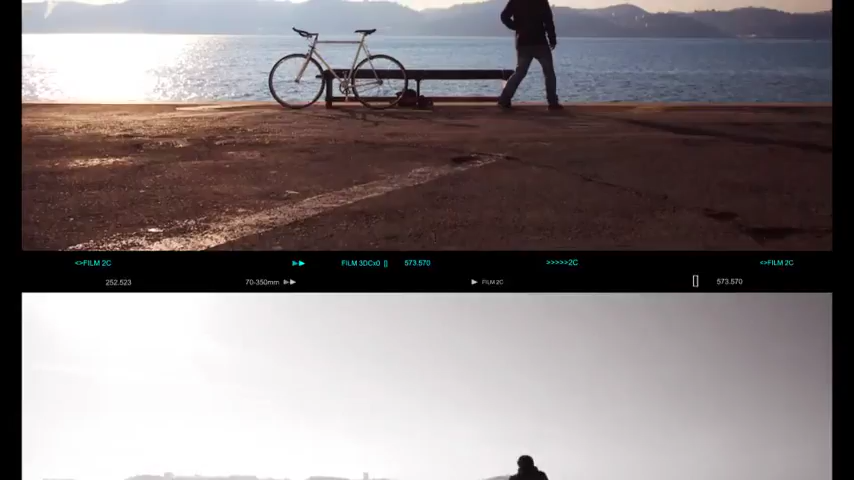 <>FILM 2C ▶▶ FILM 3DCx0 [] 573.570 >>>>>2C <>FILM 2C
252.523 70-350mm ▶▶ ▶ FILM 2C [] 573.570